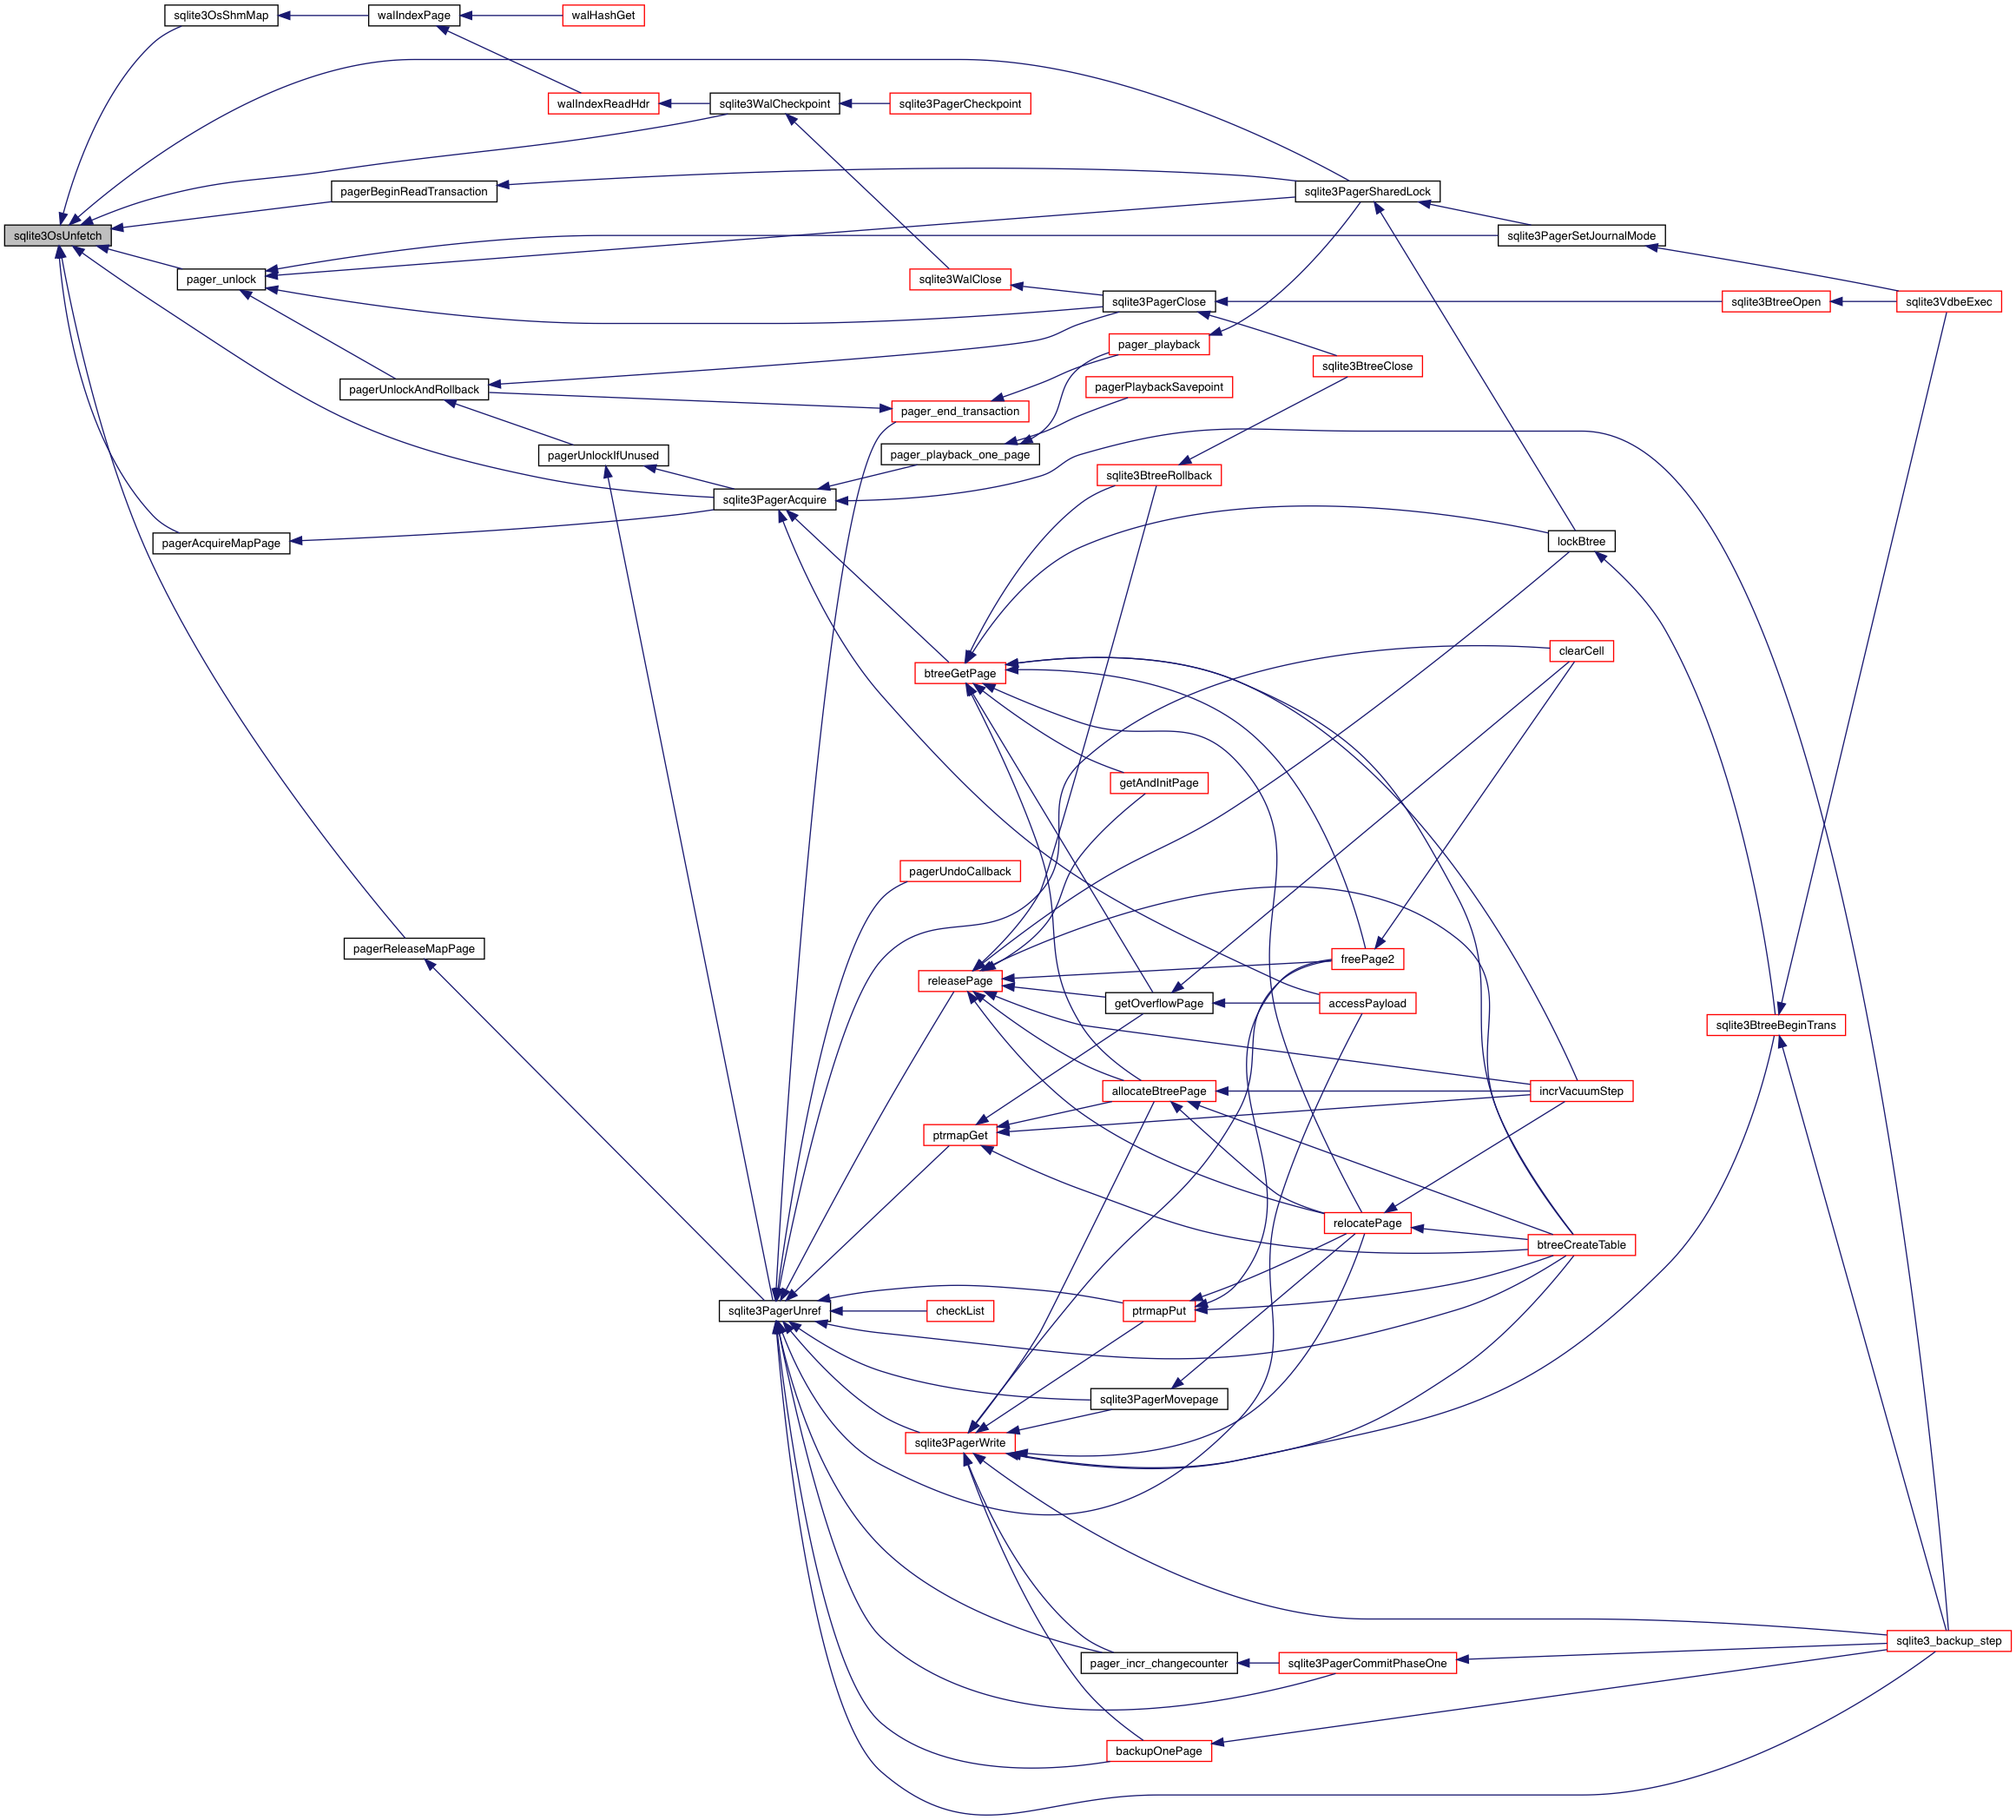 sqlite3OsShmMap
walIndexPage
walHashGet
walIndexReadHdr
sqlite3WalCheckpoint
sqlite3PagerCheckpoint
pagerBeginReadTransaction
sqlite3PagerSharedLock
sqlite3OsUnfetch
sqlite3PagerSetJournalMode
pager_unlock
sqlite3WalClose
sqlite3PagerClose
sqlite3BtreeOpen
sqlite3VdbeExec
pager_playback
sqlite3BtreeClose
pagerUnlockAndRollback
pagerPlaybackSavepoint
pager_end_transaction
pagerUnlockIfUnused
pager_playback_one_page
sqlite3BtreeRollback
sqlite3PagerAcquire
pagerAcquireMapPage
lockBtree
clearCell
btreeGetPage
getAndInitPage
pagerUndoCallback
pagerReleaseMapPage
freePage2
releasePage
getOverflowPage
accessPayload
sqlite3BtreeBeginTrans
allocateBtreePage
incrVacuumStep
ptrmapGet
relocatePage
btreeCreateTable
sqlite3PagerUnref
checkList
ptrmapPut
sqlite3PagerMovepage
sqlite3PagerWrite
sqlite3_backup_step
pager_incr_changecounter
sqlite3PagerCommitPhaseOne
backupOnePage